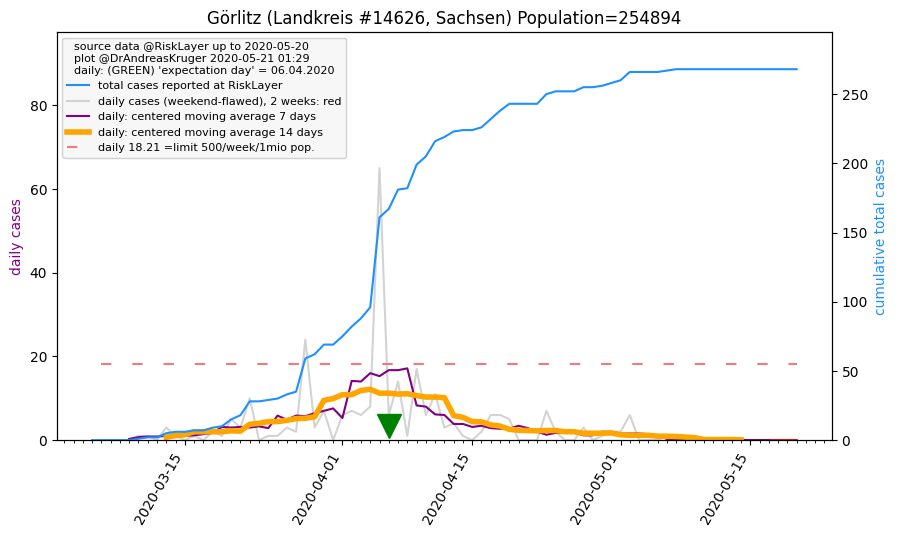 Görlitz (Landkreis #14626, Sachsen) Population=254894
source data @RiskLayer up to 2020-05-20
plot @DrAndreasKruger 2020-05-21 01:29
daily: (GREEN) 'expectation day' = 06.04.2020
total cases reported at RiskLayer
daily cases (weekend-flawed), 2 weeks: red
daily: centered moving average 7 days
daily: centered moving average 14 days
daily 18.21 =limit 500/week/1mio pop.
daily cases
80
60
40
20
0
cumulative total cases
250
200
150
100
50
0
2020-03-15
2020-04-01
2020-04-15
2020-05-01
2020-05-15